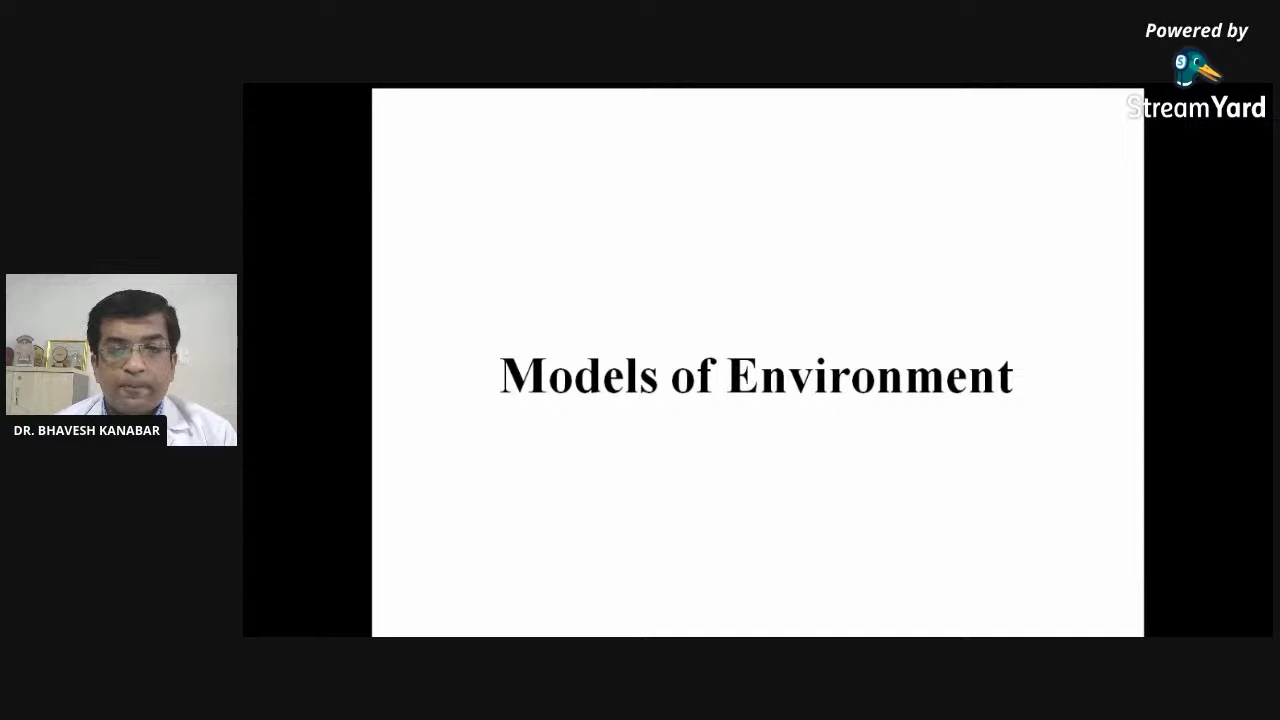 Powered by
StreamYard
Models of Environment
DR. BHAVESH KANABAR